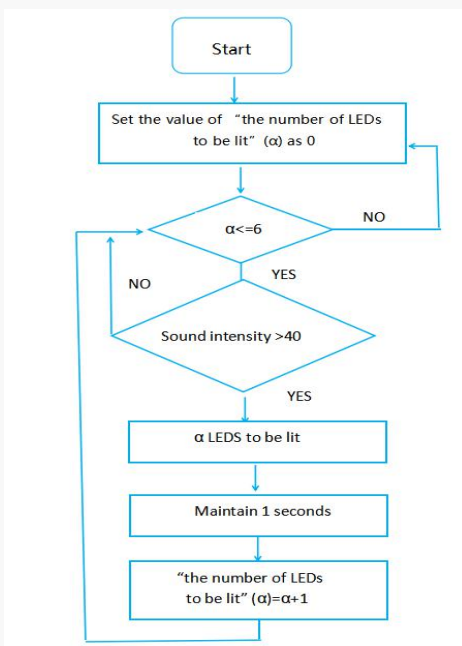 Start
Set the value of “the number of LEDs
to be lit” (α) as 0
α<=6
NO
YES
NO
Sound intensity >40
YES
α LEDS to be lit
Maintain 1 seconds
“the number of LEDs
to be lit” (α)=α+1